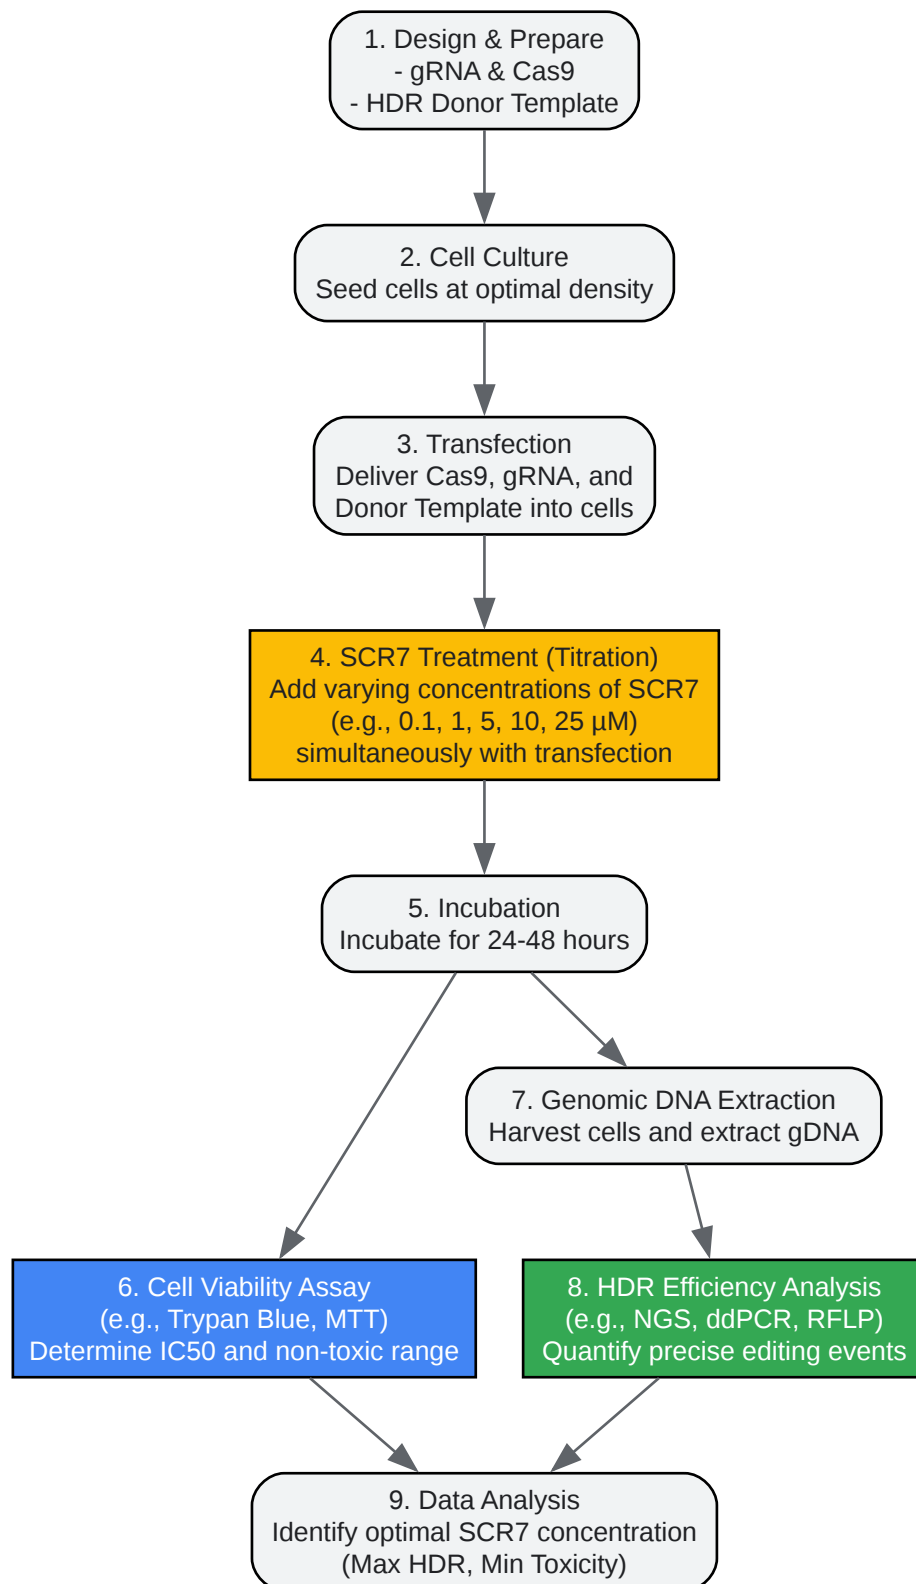 1. Design & Prepare
- gRNA & Cas9
- HDR Donor Template
2. Cell Culture
Seed cells at optimal density
3. Transfection
Deliver Cas9, gRNA, and
Donor Template into cells
4. SCR7 Treatment (Titration)
Add varying concentrations of SCR7
(e.g., 0.1, 1, 5, 10, 25 µM)
simultaneously with transfection
5. Incubation
Incubate for 24-48 hours
7. Genomic DNA Extraction
Harvest cells and extract gDNA
6. Cell Viability Assay
(e.g., Trypan Blue, MTT)
Determine IC50 and non-toxic range
8. HDR Efficiency Analysis
(e.g., NGS, ddPCR, RFLP)
Quantify precise editing events
9. Data Analysis
Identify optimal SCR7 concentration
(Max HDR, Min Toxicity)